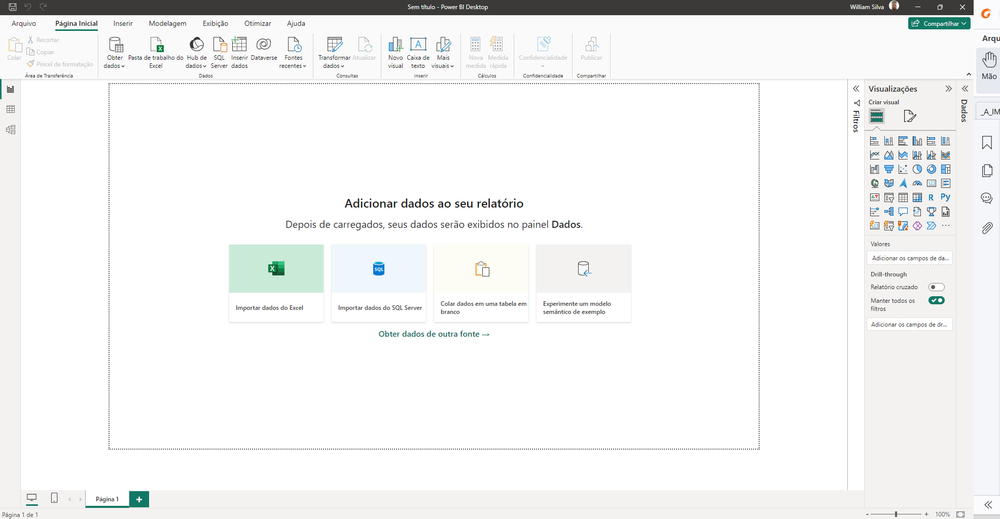 Sem título - Power BI Desktop
William Silva
Arquivo
Página Inicial
Inserir
Modelagem
Exibição
Otimizar
Ajuda
Compartilhar
Colar
Recortar
Copiar
Pincel de formatação
Área de Transferência
Obter
dados
Pasta de trabalho do
Excel
Hub de
dados
SQL
Server
Inserir
dados
Dataverse
Fontes
recentes
Dados
Transformar
dados
Atualizar
Consultas
Novo
visual
Caixa de
texto
Mais
visuais
Inserir
Nova
medida
Medida
rápida
Cálculos
Confidencialidade
Confidencialidade
Publicar
Compartilhar
Arqu
Mão
_A_IM
Filtros
Visualizações
Criar visual
Dados
123
R
Py
123
Valores
Adicionar os campos de da...
Drill-through
Relatório cruzado
Manter todos os
filtros
Adicionar os campos de dr...
Adicionar dados ao seu relatório
Depois de carregados, seus dados serão exibidos no painel Dados.
X
SQL
Importar dados do Excel
Importar dados do SQL Server
Colar dados em uma tabela em
branco
Experimente um modelo
semântico de exemplo
Obter dados de outra fonte →
Página 1
Página 1 de 1
- + 100%